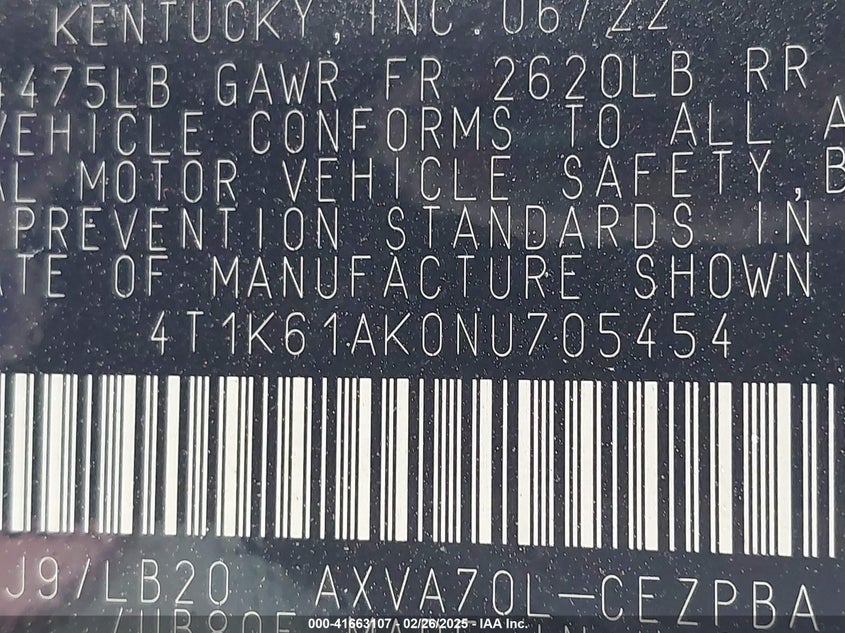 KENTUCKY, INC. 06/22
4475LB GAWR FR 2620LB RR
VEHICLE CONFORMS TO ALL A
AL MOTOR VEHICLE SAFETY, B
PREVENTION STANDARDS IN
ATE OF MANUFACTURE SHOWN
4T1K61AK0NU705454
J9/LB20 AXVA70L-CEZPBA
000-41663107 - 02/26/2025 - IAA Inc.